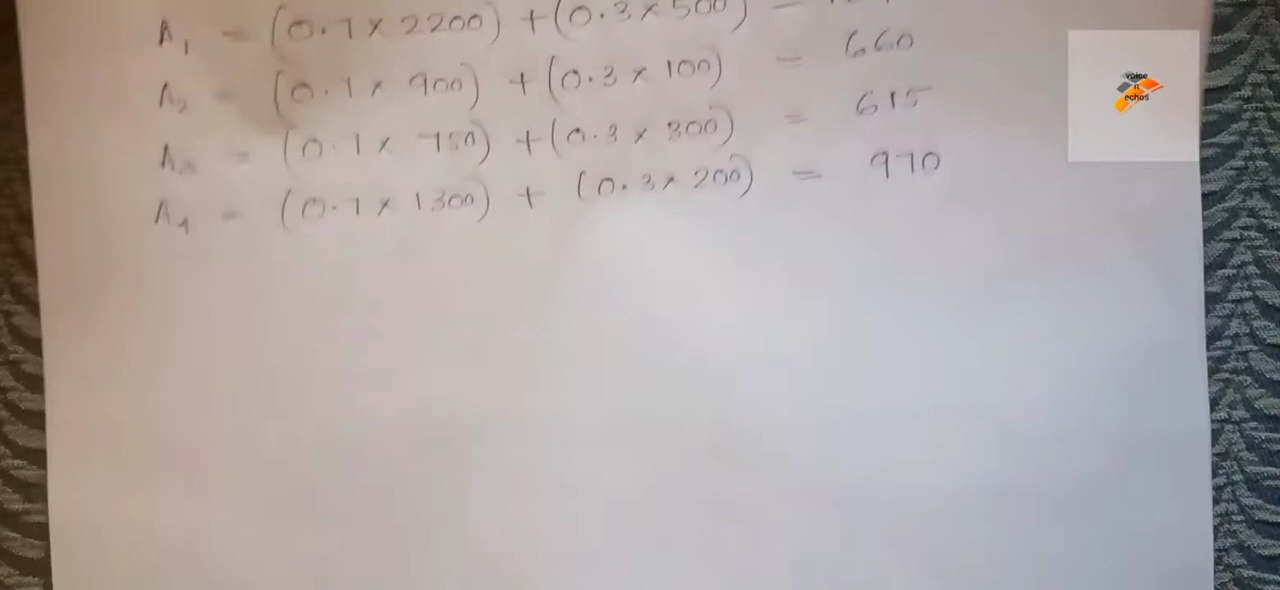 A₁ = (0.7 × 2200) + (0.3 × 500) =
A₂ = (0.7 × 900) + (0.3 × 100) = 660
A₃ = (0.7 × 750) + (0.3 × 300) = 615
A₄ = (0.7 × 1300) + (0.3 × 200) = 970
voice
n
echos